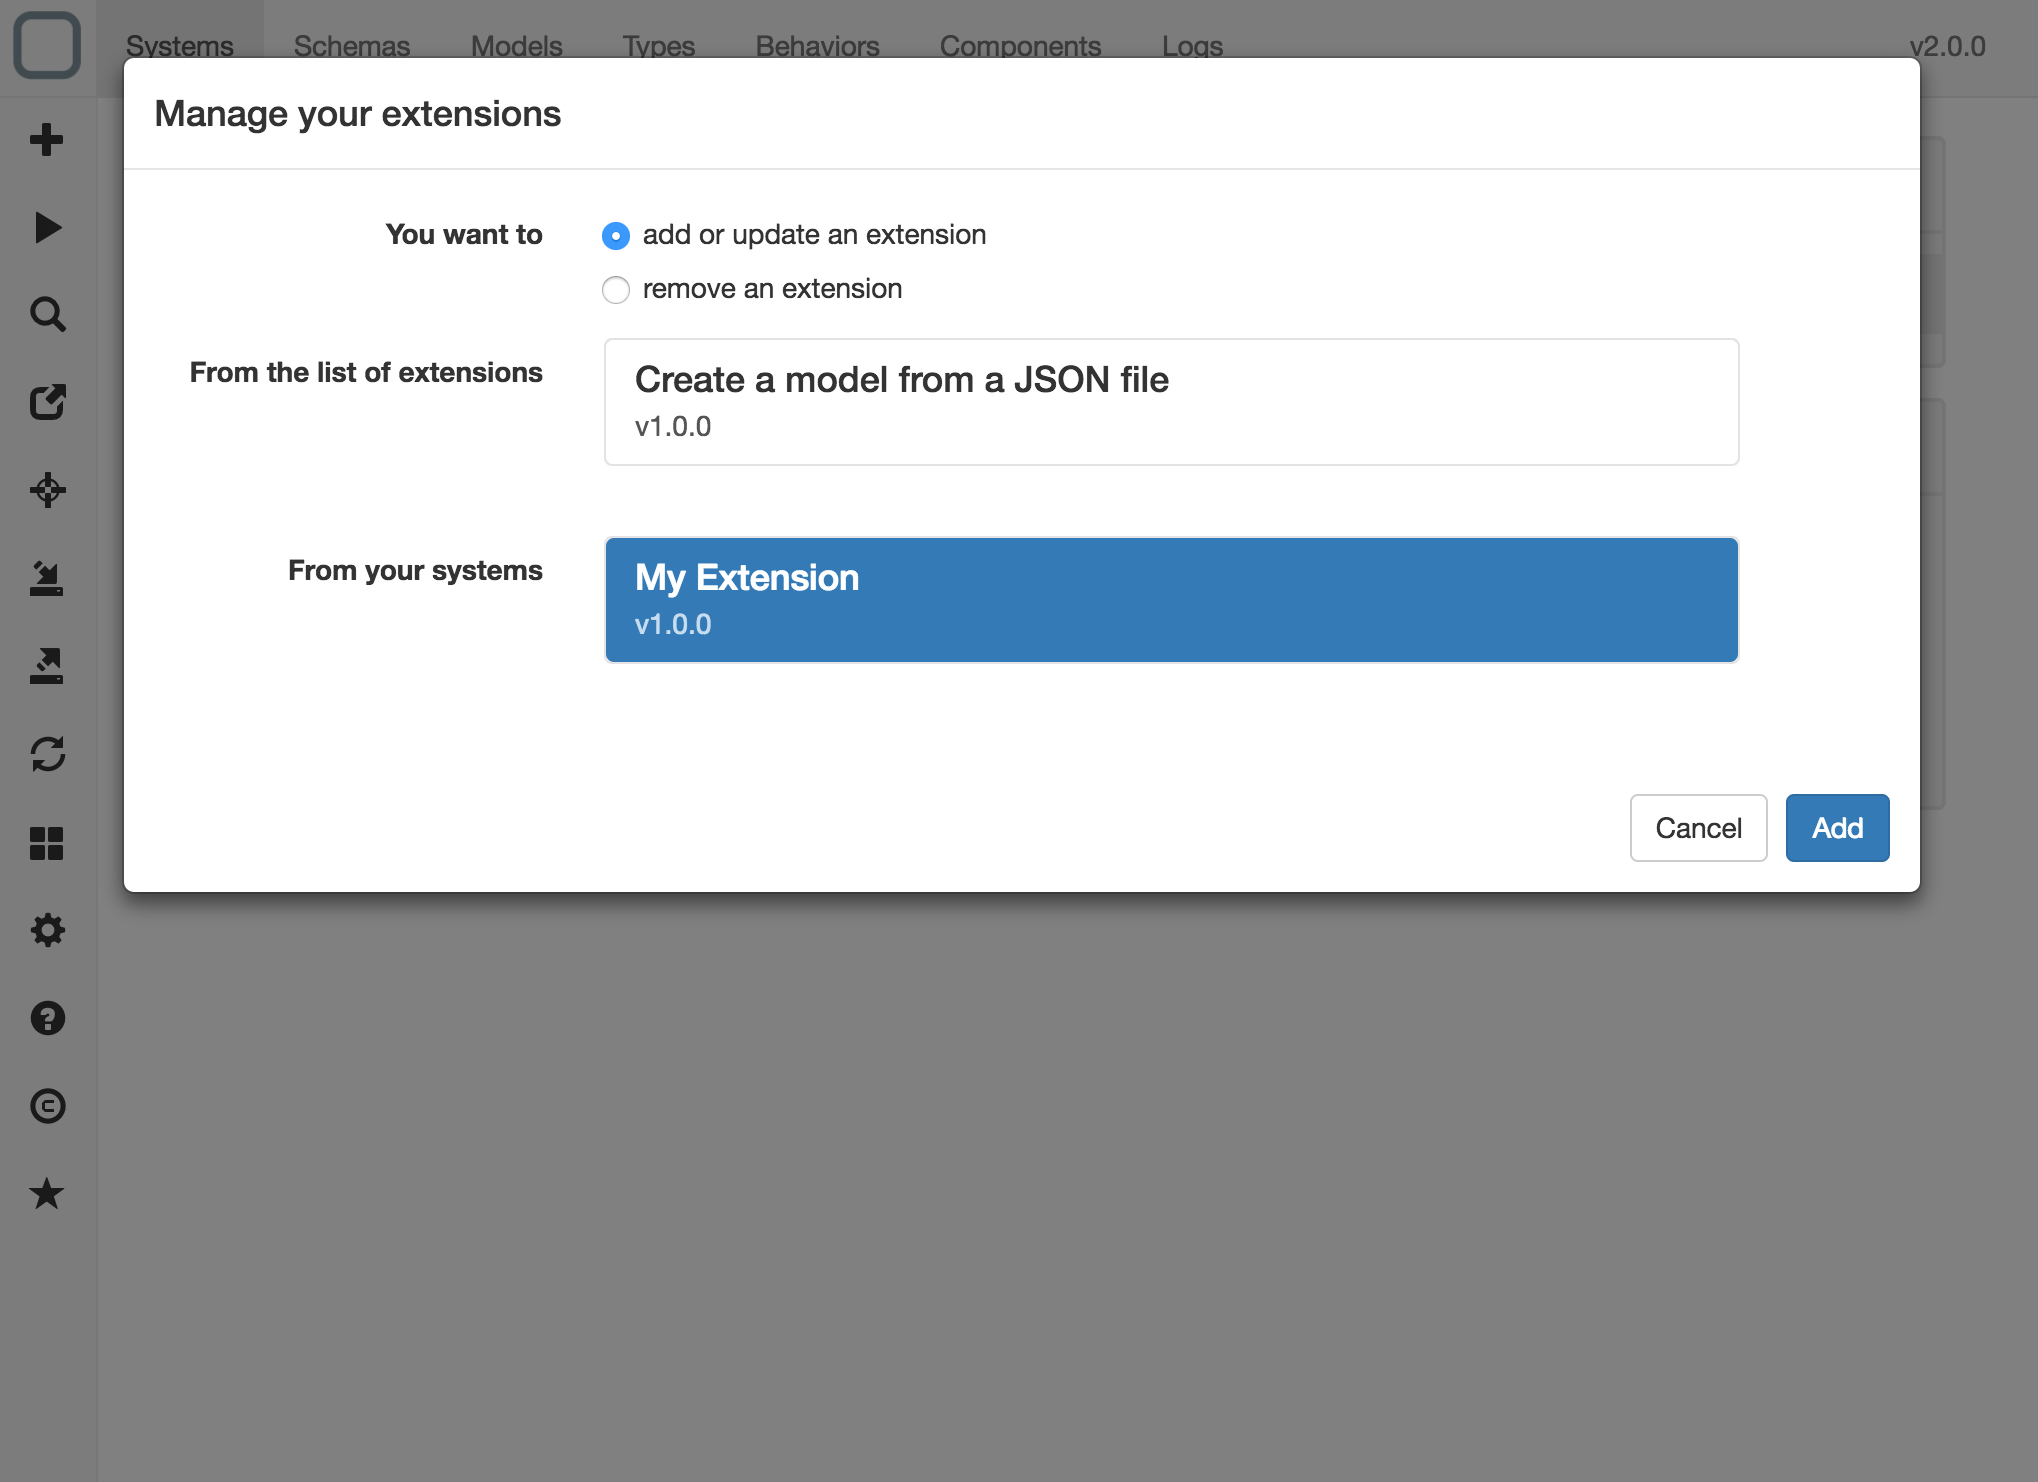 Systems Schemas Models Types Behaviors Components Logs v2.0.0
Manage your extensions
You want to
add or update an extension
remove an extension
From the list of extensions
Create a model from a JSON file
v1.0.0
From your systems
My Extension
v1.0.0
Cancel Add